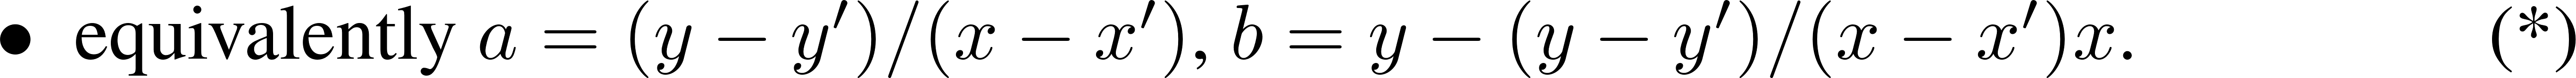 • equivalently a = (y − y′)/(x − x′), b = y − (y − y′)/(x − x′)x. (*)